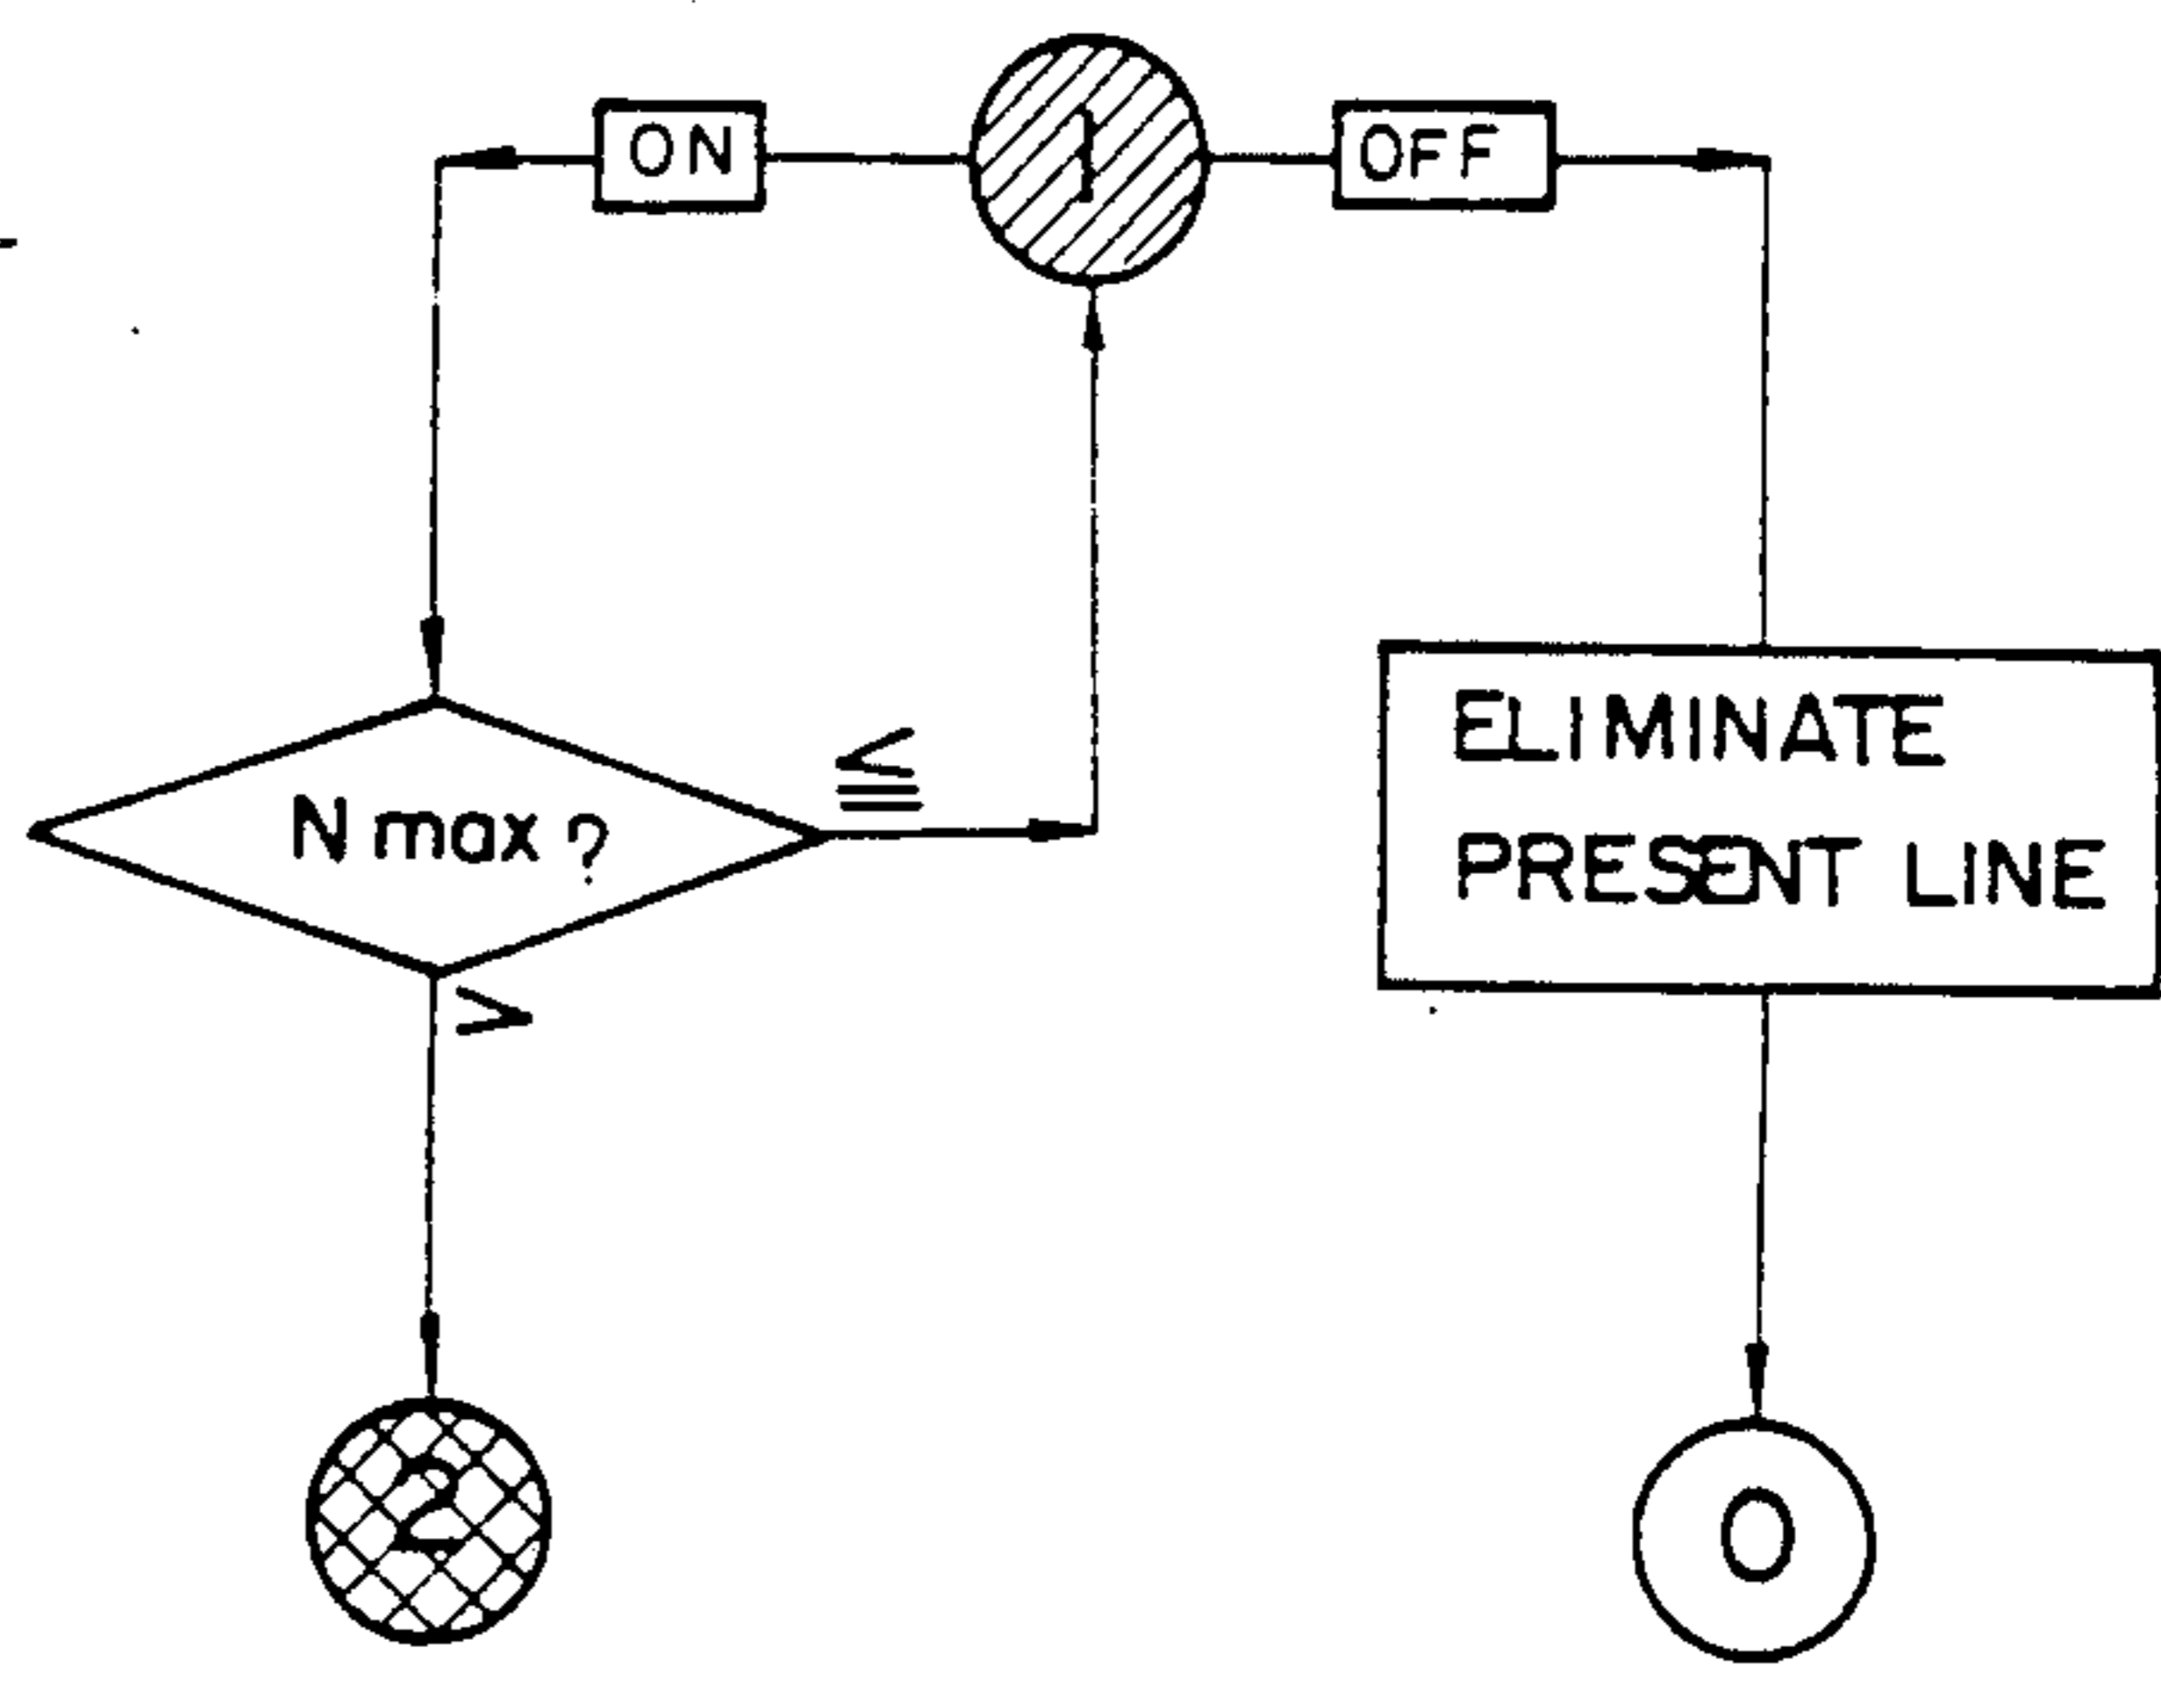 ON
1
OFF
≦
N max ?
>
ELIMINATE
PRESENT LINE
2
0